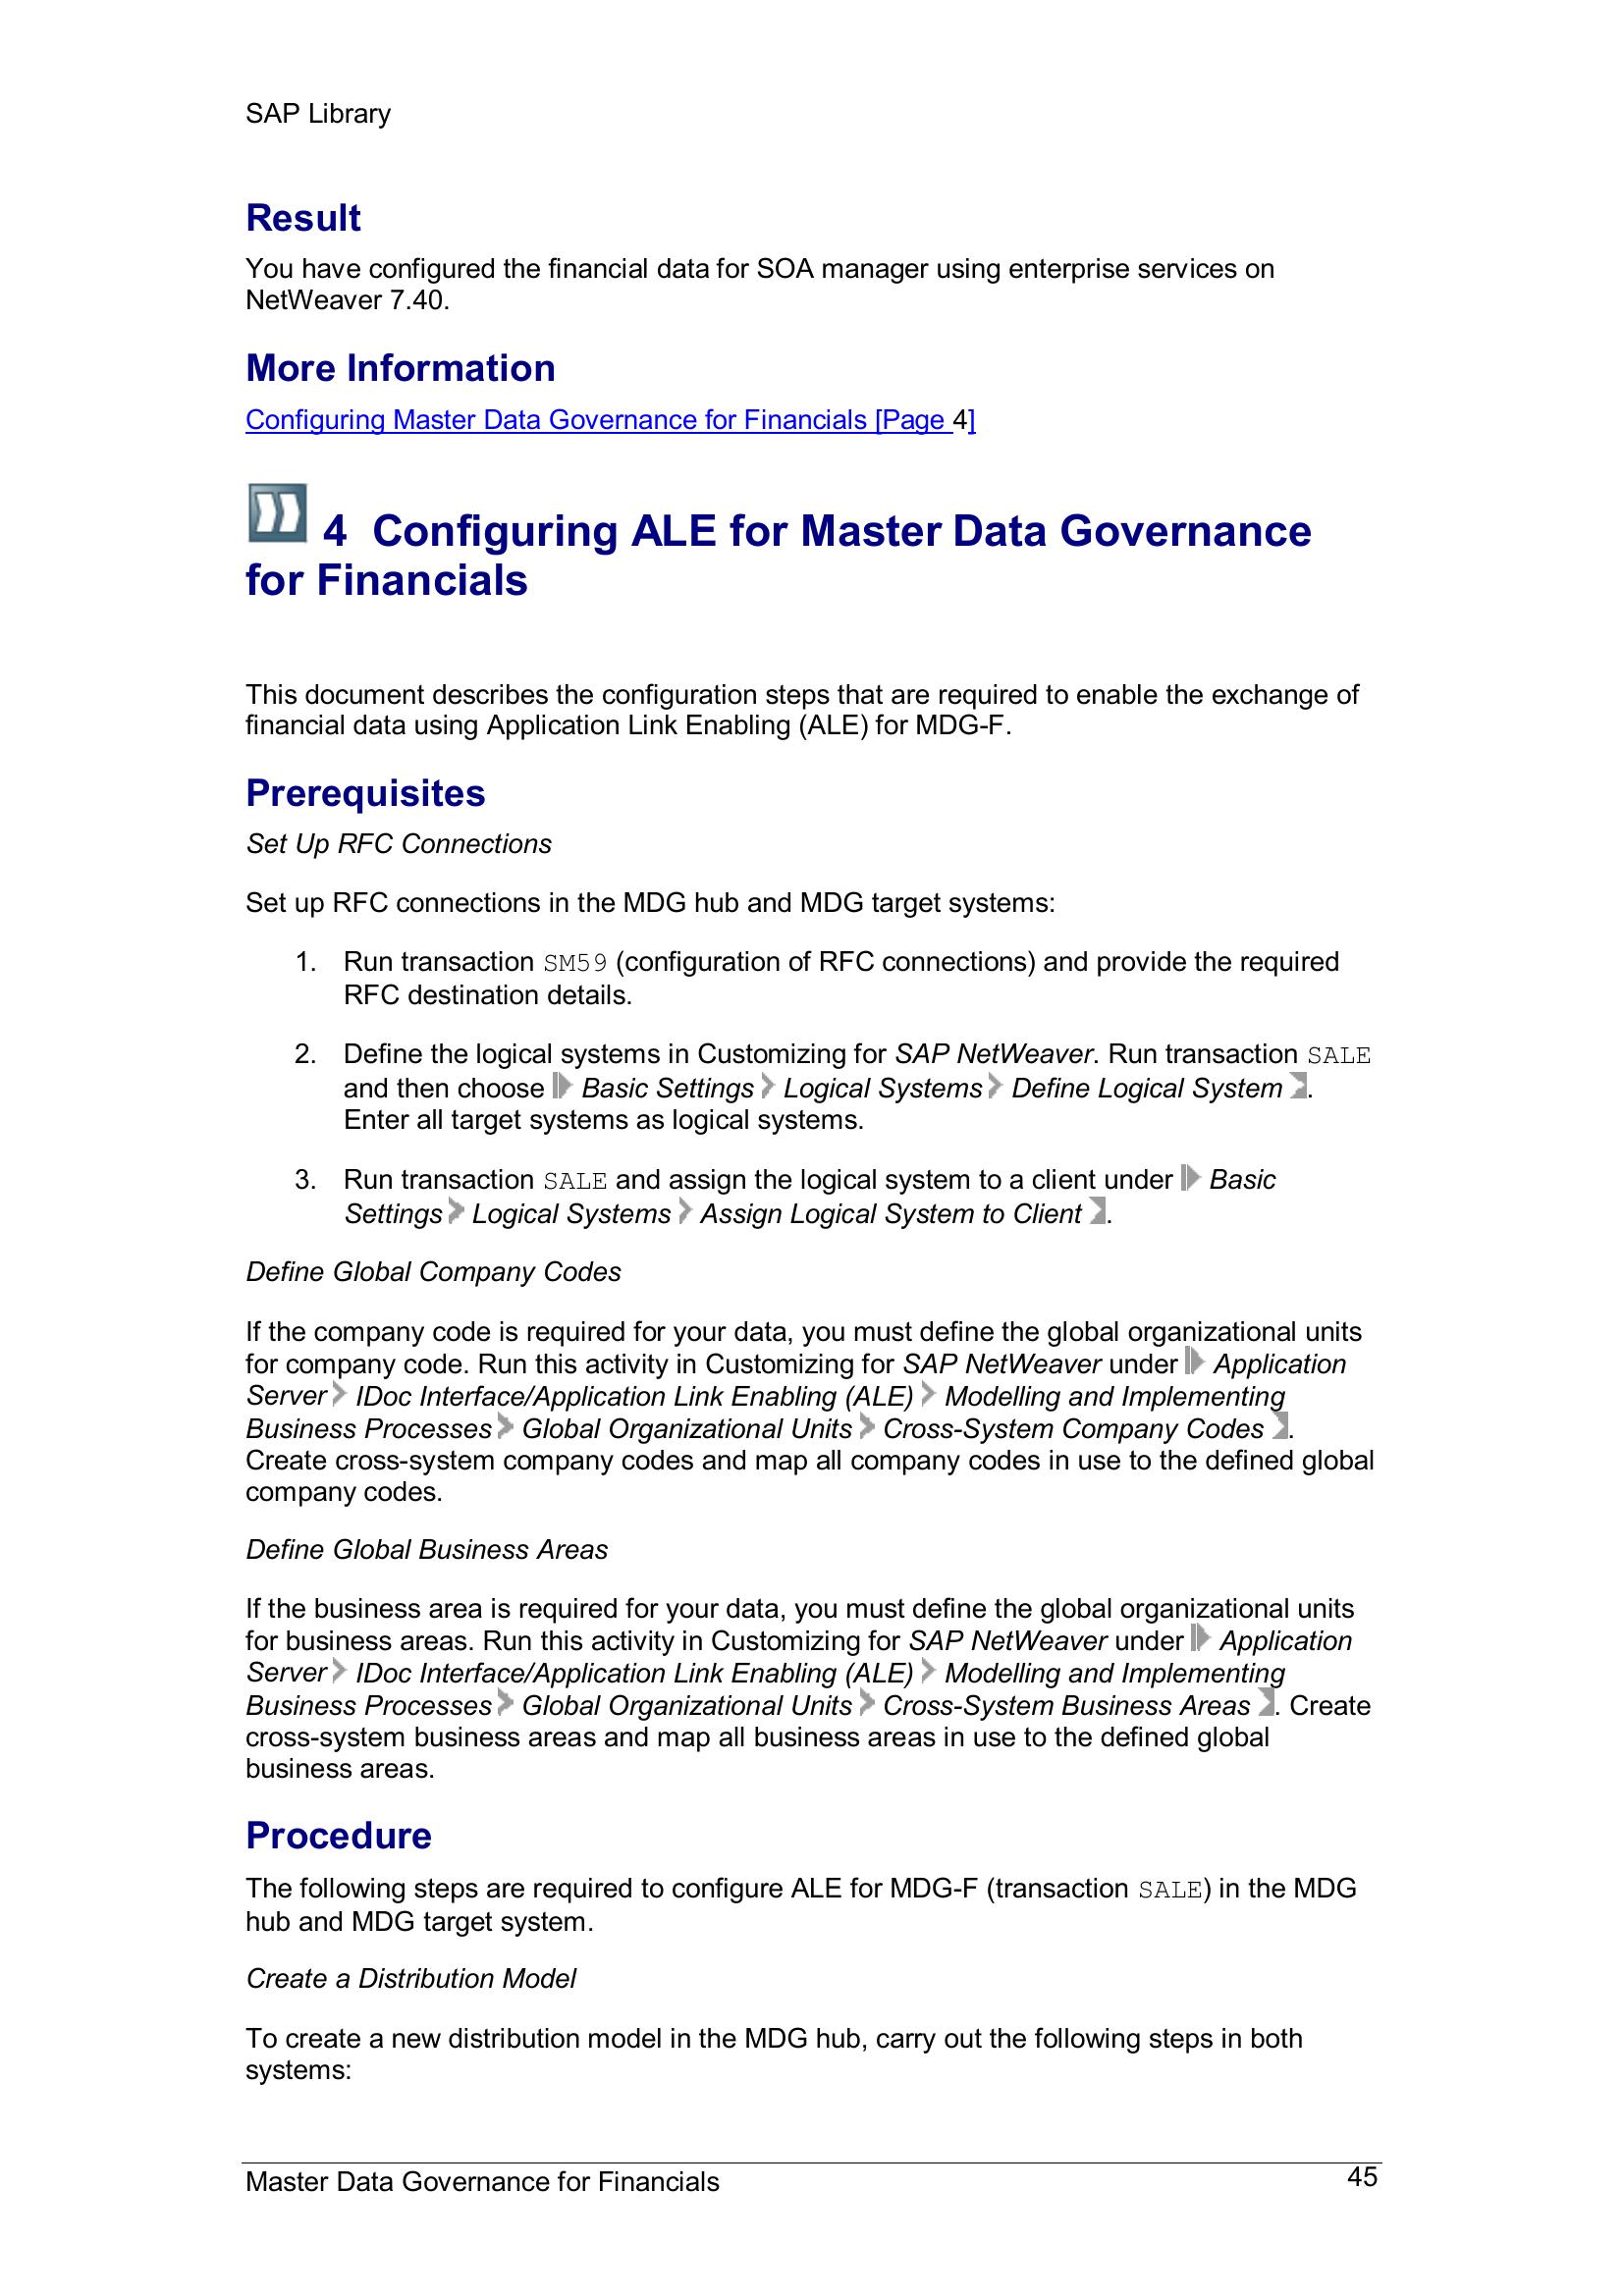 SAP Library
Result
You have configured the financial data for SOA manager using enterprise services on
NetWeaver 7.40.
More Information
Configuring Master Data Governance for Financials [Page 4]
4 Configuring ALE for Master Data Governance
for Financials
This document describes the configuration steps that are required to enable the exchange of
financial data using Application Link Enabling (ALE) for MDG-F.
Prerequisites
Set Up RFC Connections
Set up RFC connections in the MDG hub and MDG target systems:
1. Run transaction SM59 (configuration of RFC connections) and provide the required
RFC destination details.
2. Define the logical systems in Customizing for SAP NetWeaver. Run transaction SALE
and then choose Basic Settings Logical Systems Define Logical System .
Enter all target systems as logical systems.
3. Run transaction SALE and assign the logical system to a client under Basic
Settings Logical Systems Assign Logical System to Client .
Define Global Company Codes
If the company code is required for your data, you must define the global organizational units
for company code. Run this activity in Customizing for SAP NetWeaver under Application
Server IDoc Interface/Application Link Enabling (ALE) Modelling and Implementing
Business Processes Global Organizational Units Cross-System Company Codes .
Create cross-system company codes and map all company codes in use to the defined global
company codes.
Define Global Business Areas
If the business area is required for your data, you must define the global organizational units
for business areas. Run this activity in Customizing for SAP NetWeaver under Application
Server IDoc Interface/Application Link Enabling (ALE) Modelling and Implementing
Business Processes Global Organizational Units Cross-System Business Areas . Create
cross-system business areas and map all business areas in use to the defined global
business areas.
Procedure
The following steps are required to configure ALE for MDG-F (transaction SALE) in the MDG
hub and MDG target system.
Create a Distribution Model
To create a new distribution model in the MDG hub, carry out the following steps in both
systems:
Master Data Governance for Financials 45